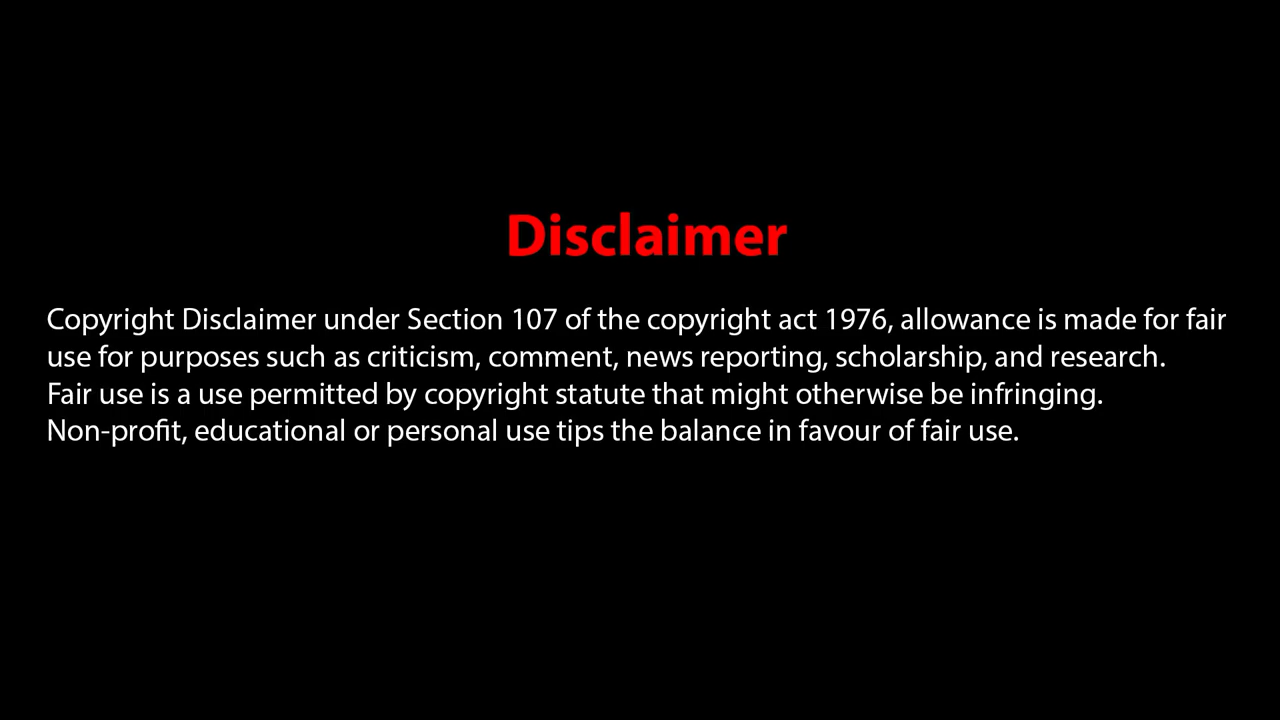 Disclaimer
Copyright Disclaimer under Section 107 of the copyright act 1976, allowance is made for fair
use for purposes such as criticism, comment, news reporting, scholarship, and research.
Fair use is a use permitted by copyright statute that might otherwise be infringing.
Non-profit, educational or personal use tips the balance in favour of fair use.